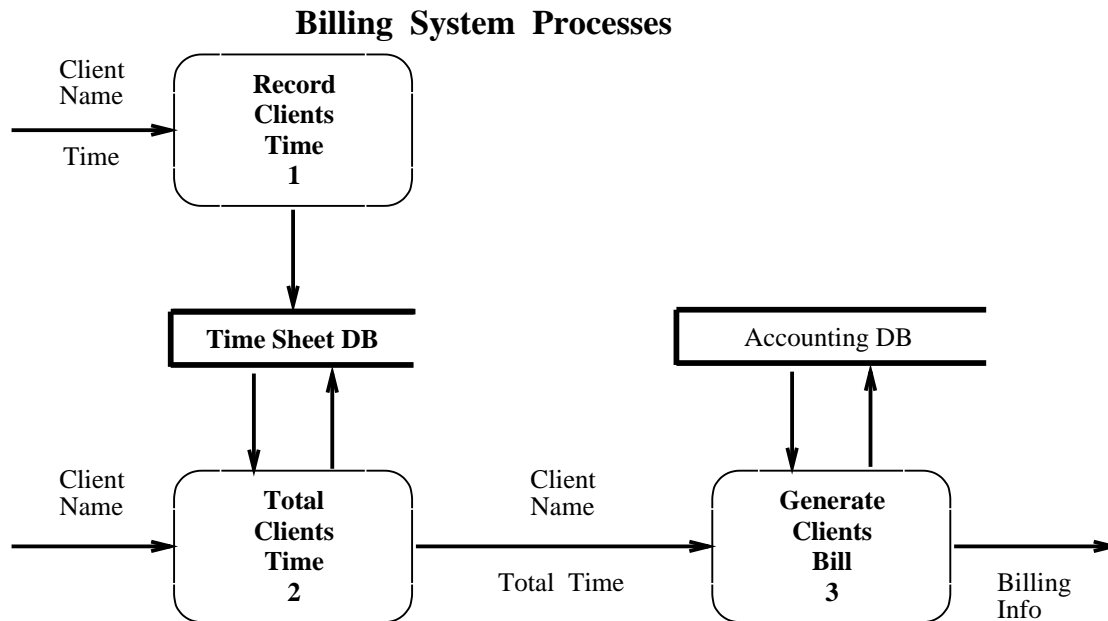 Billing System Processes
Client
Name
Time
Record
Clients
Time
1
Time Sheet DB
Accounting DB
Client
Name
Total
Clients
Time
2
Client
Name
Total Time
Generate
Clients
Bill
3
Billing
Info